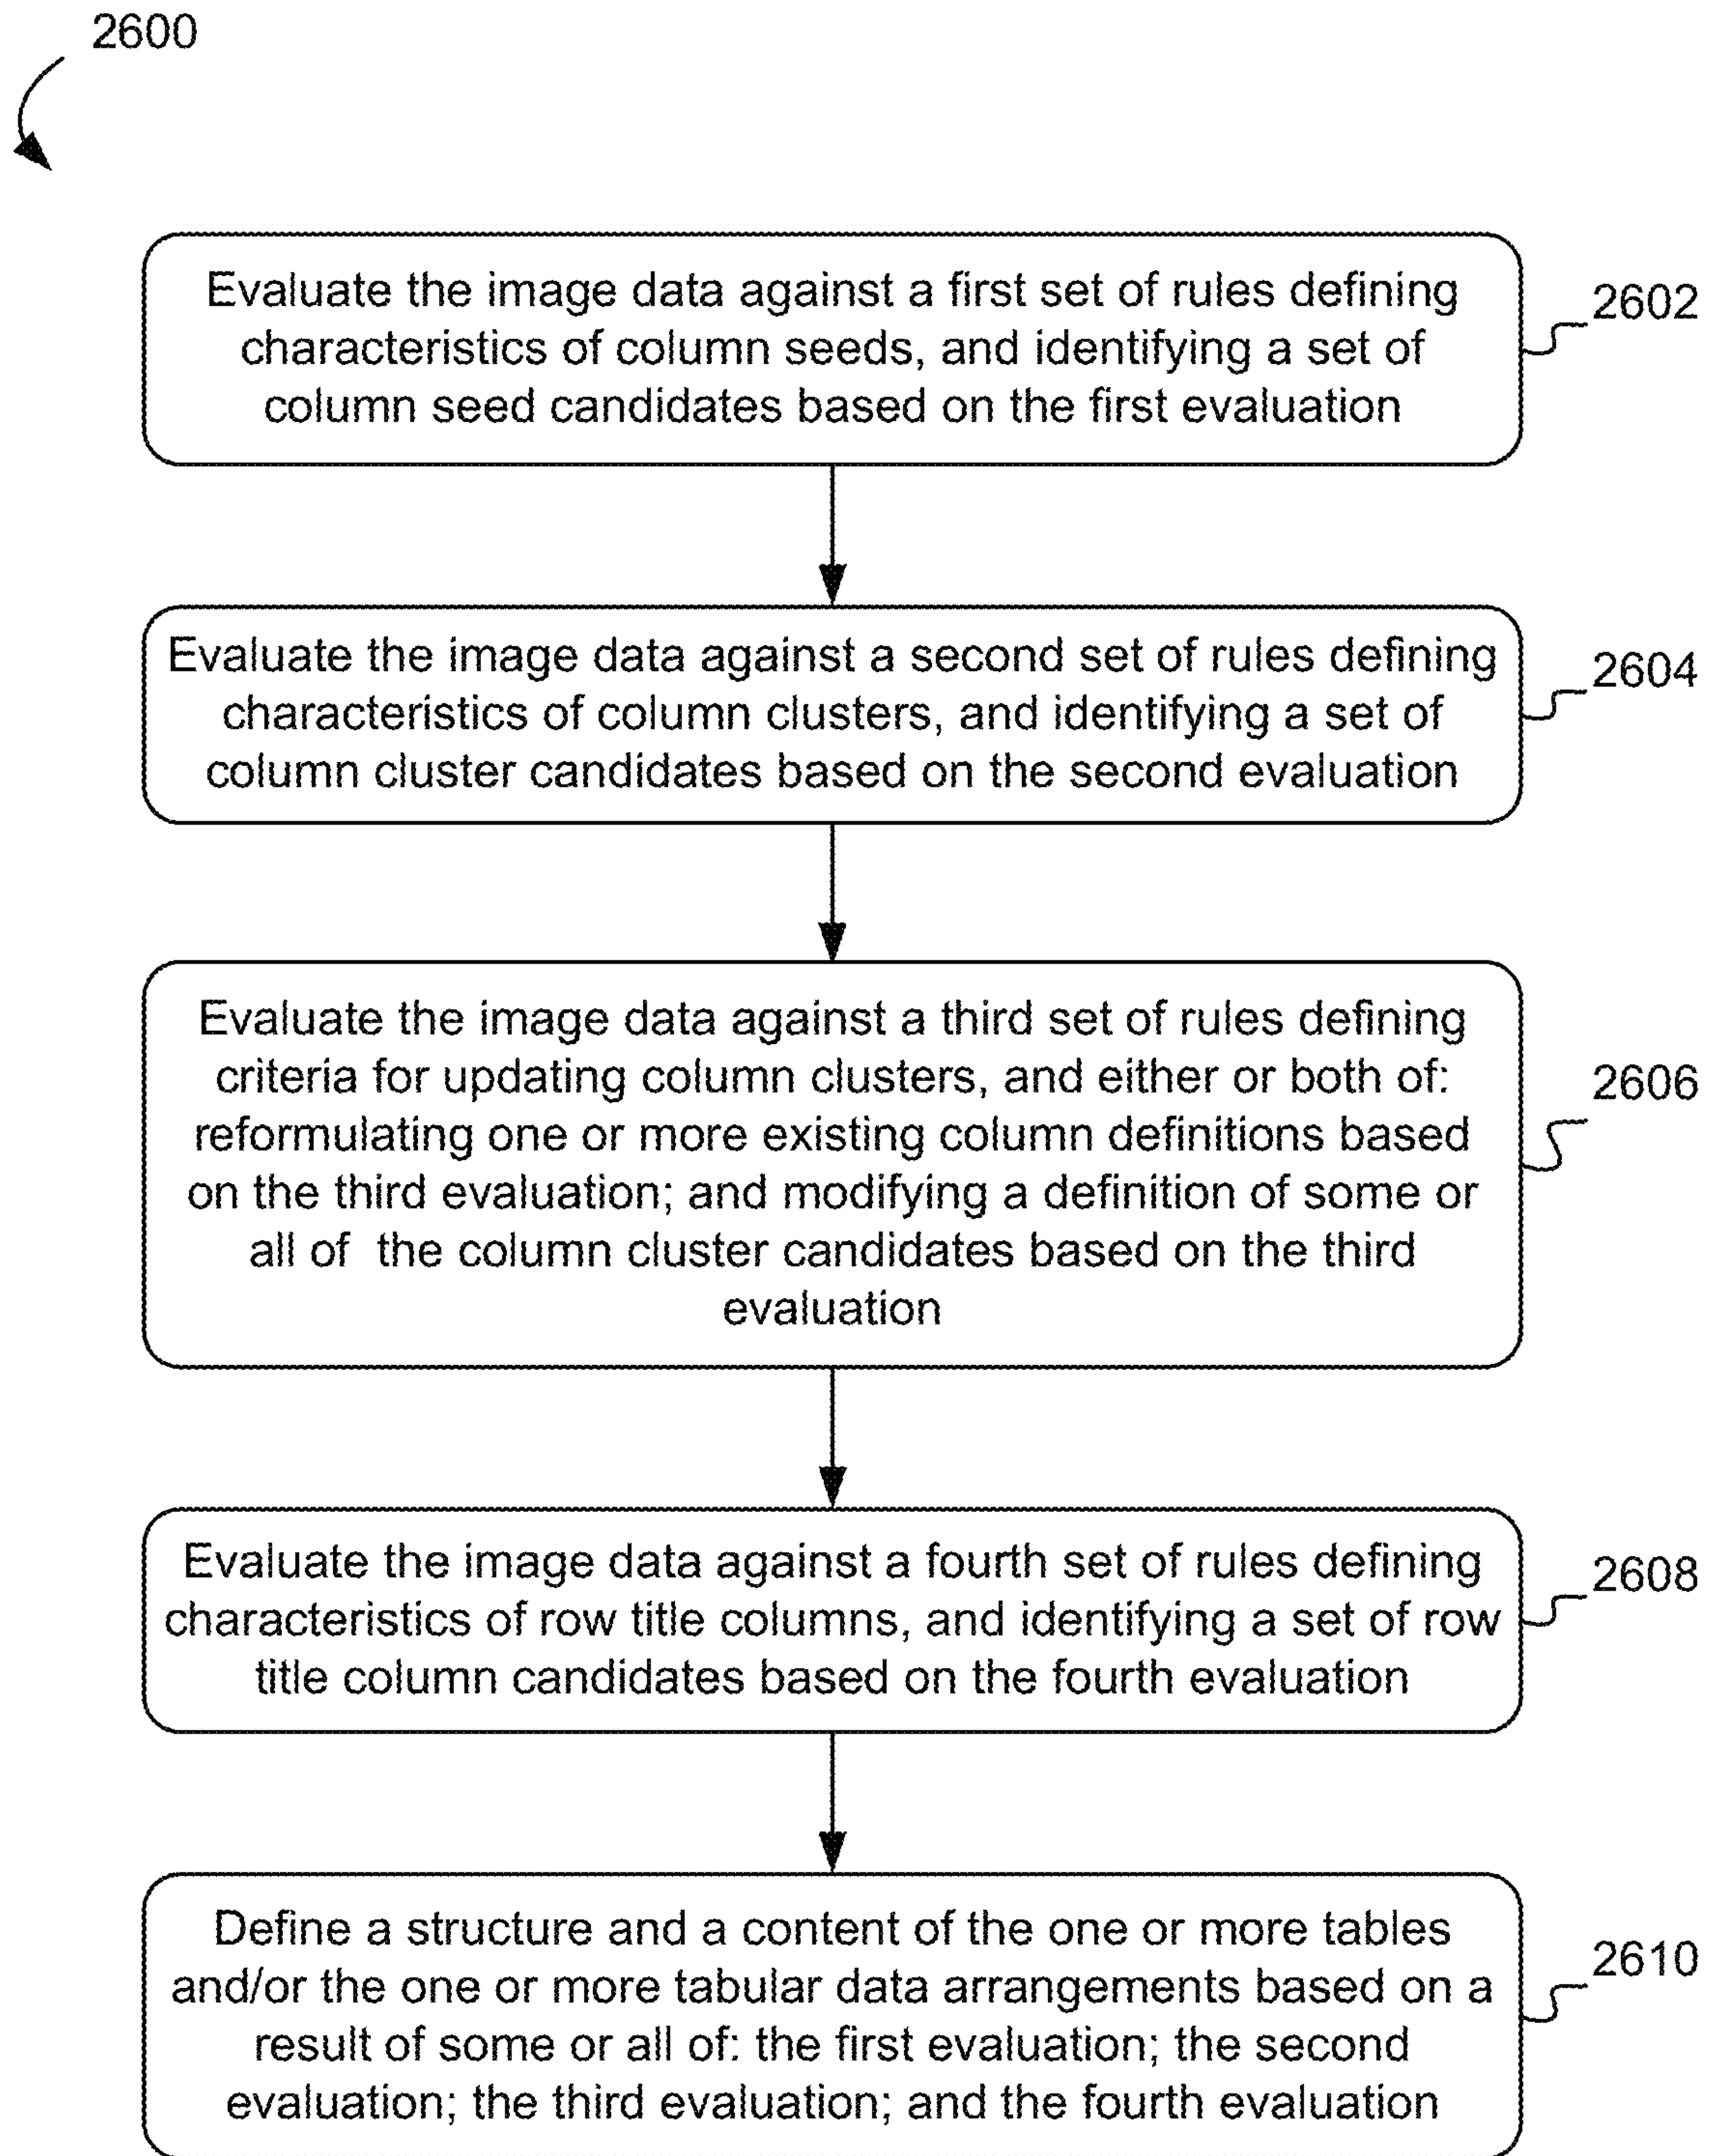 2600
Evaluate the image data against a first set of rules defining
characteristics of column seeds, and identifying a set of
column seed candidates based on the first evaluation
2602
Evaluate the image data against a second set of rules defining
characteristics of column clusters, and identifying a set of
column cluster candidates based on the second evaluation
2604
Evaluate the image data against a third set of rules defining
criteria for updating column clusters, and either or both of:
reformulating one or more existing column definitions based
on the third evaluation; and modifying a definition of some or
all of the column cluster candidates based on the third
evaluation
2606
Evaluate the image data against a fourth set of rules defining
characteristics of row title columns, and identifying a set of row
title column candidates based on the fourth evaluation
2608
Define a structure and a content of the one or more tables
and/or the one or more tabular data arrangements based on a
result of some or all of: the first evaluation; the second
evaluation; the third evaluation; and the fourth evaluation
2610